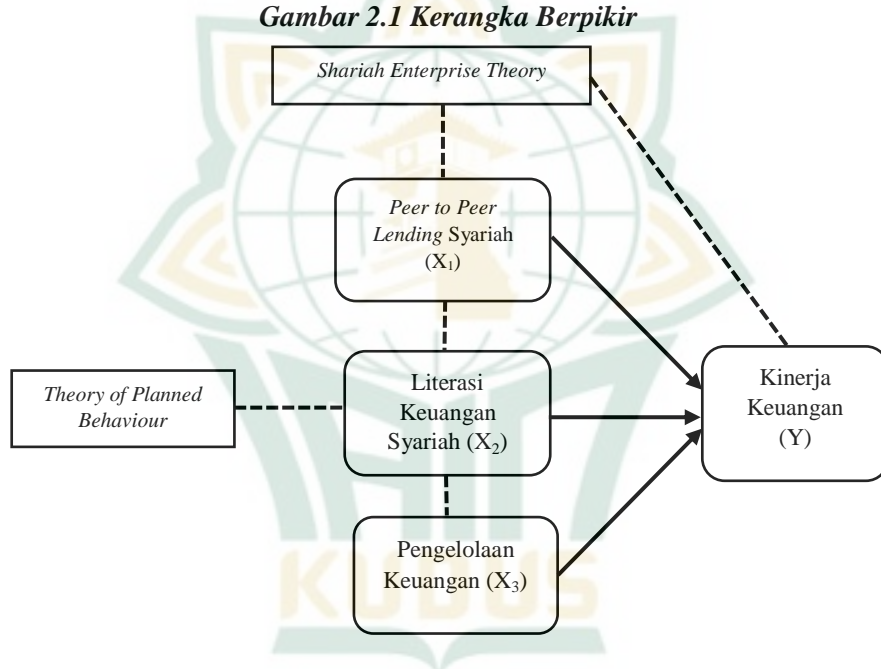 Gambar 2.1 Kerangka Berpikir
Shariah Enterprise Theory
Peer to Peer
Lending Syariah
(X₁)
Theory of Planned
Behaviour
Literasi
Keuangan
Syariah (X₂)
Kinerja
Keuangan
(Y)
Pengelolaan
Keuangan (X₃)
KUDUS